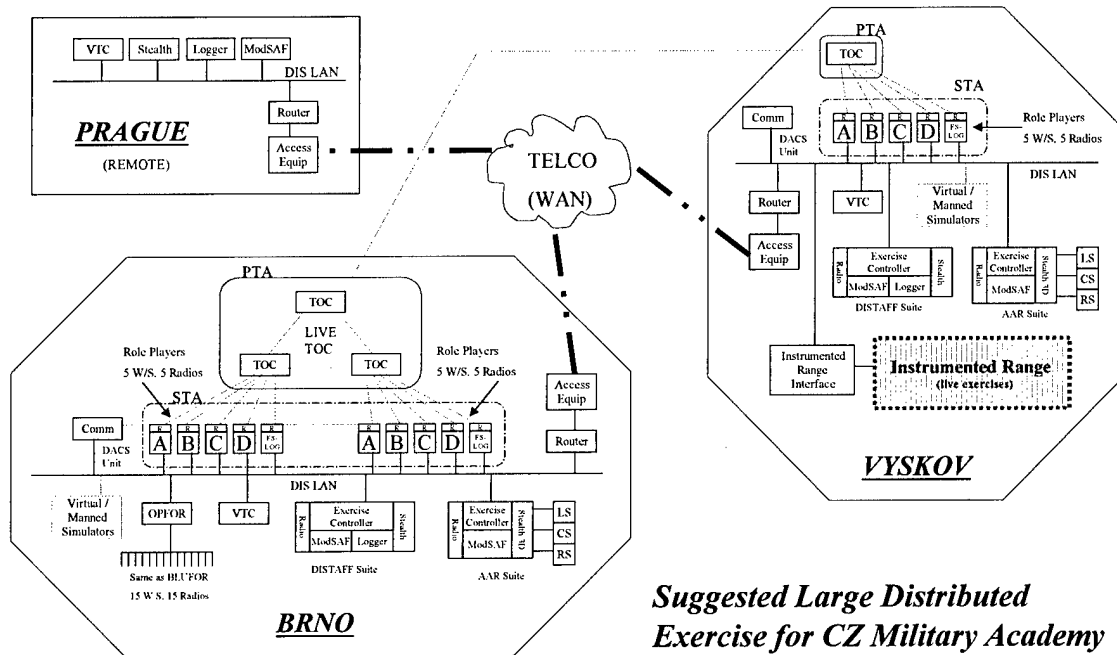 VTC
Stealth
Logger
ModSAF
DIS LAN
Router
Access
Equip
PRAGUE
(REMOTE)
TELCO
(WAN)
PTA
TOC
STA
R R R R R
A B C D FS-
LOG
Role Players
5 W/S. 5 Radios
Comm
DACS
Unit
DIS LAN
Router
Access
Equip
VTC
Virtual /
Manned
Simulators
Radio
Exercise
Controller
ModSAF Logger
Stealth
DISTAFF Suite
Radio
Exercise
Controller
ModSAF
Stealth 3D
LS
CS
RS
AAR Suite
Instrumented
Range
Interface
Instrumented Range
(live exercises)
VYSKOV
PTA
TOC
LIVE
TOC
TOC
TOC
Role Players
5 W/S. 5 Radios
Role Players
5 W/S. 5 Radios
STA
R R R R R
A B C D FS-
LOG
R R R R R
A B C D FS-
LOG
Access
Equip
Router
Comm
DACS
Unit
DIS LAN
Virtual /
Manned
Simulators
OPFOR
VTC
Same as BLUFOR
15 W S. 15 Radios
Radio
Exercise
Controller
ModSAF Logger
Stealth
DISTAFF Suite
Radio
Exercise
Controller
ModSAF
Stealth 3D
LS
CS
RS
AAR Suite
BRNO
Suggested Large Distributed
Exercise for CZ Military Academy